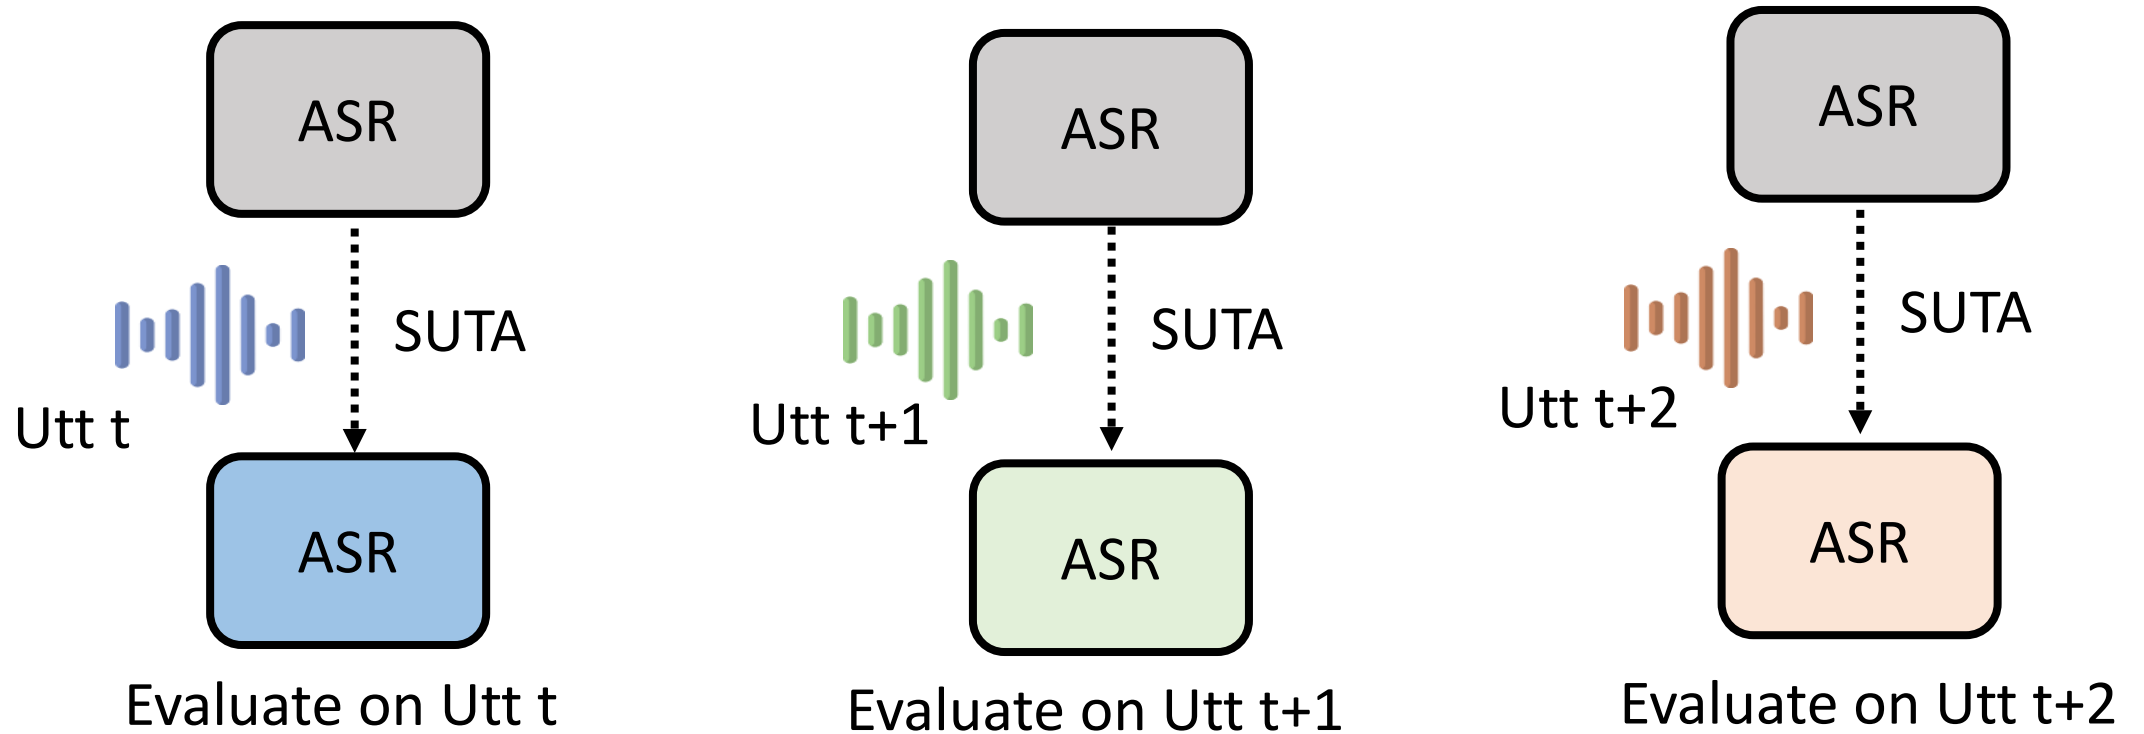 ASR
SUTA
Utt t
ASR
Evaluate on Utt t
ASR
SUTA
Utt t+1
ASR
Evaluate on Utt t+1
ASR
SUTA
Utt t+2
ASR
Evaluate on Utt t+2